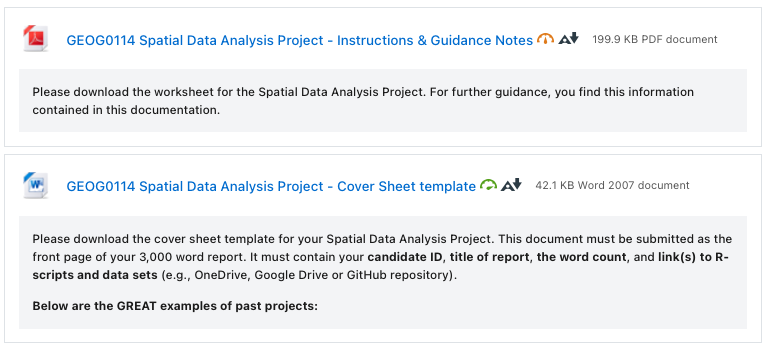 GEOG0114 Spatial Data Analysis Project - Instructions & Guidance Notes 199.9 KB PDF document
Please download the worksheet for the Spatial Data Analysis Project. For further guidance, you find this information
contained in this documentation.
GEOG0114 Spatial Data Analysis Project - Cover Sheet template 42.1 KB Word 2007 document
Please download the cover sheet template for your Spatial Data Analysis Project. This document must be submitted as the
front page of your 3,000 word report. It must contain your candidate ID, title of report, the word count, and link(s) to R-
scripts and data sets (e.g., OneDrive, Google Drive or GitHub repository).
Below are the GREAT examples of past projects: